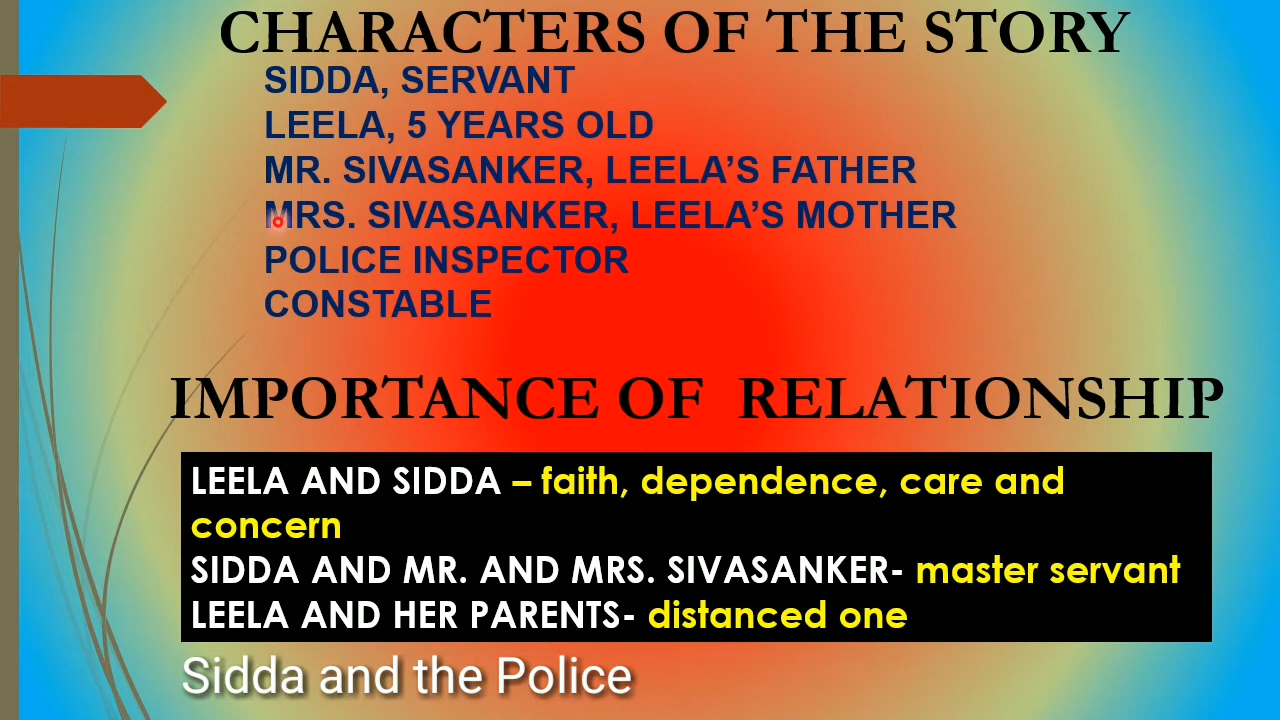 CHARACTERS OF THE STORY
SIDDA, SERVANT
LEELA, 5 YEARS OLD
MR. SIVASANKER, LEELA’S FATHER
MRS. SIVASANKER, LEELA’S MOTHER
POLICE INSPECTOR
CONSTABLE
IMPORTANCE OF RELATIONSHIP
LEELA AND SIDDA – faith, dependence, care and
concern
SIDDA AND MR. AND MRS. SIVASANKER- master servant
LEELA AND HER PARENTS- distanced one
Sidda and the Police